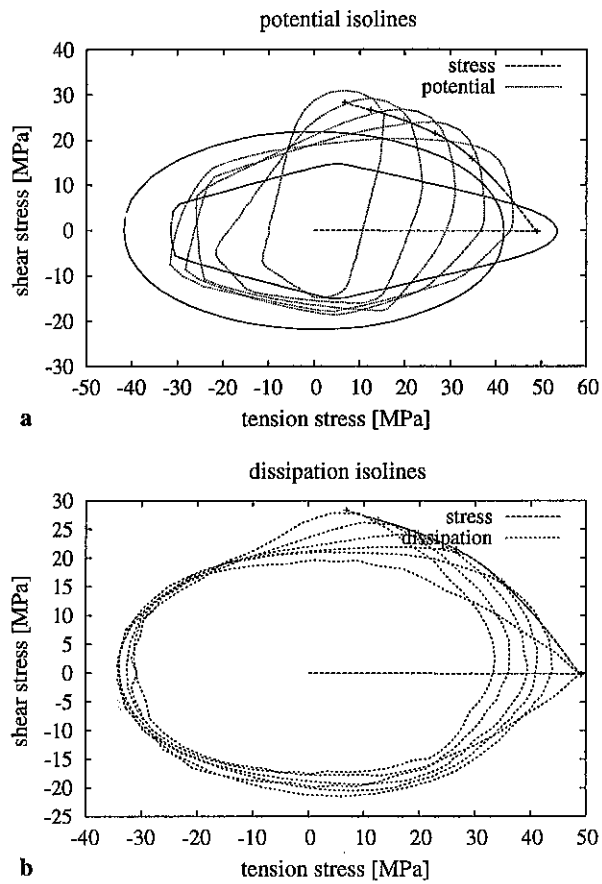 potential isolines
40
30
20
10
0
-10
-20
-30
shear stress [MPa]
stress
potential
-50 -40 -30 -20 -10 0 10 20 30 40 50 60
a
tension stress [MPa]
dissipation isolines
30
25
20
15
10
5
0
-5
-10
-15
-20
-25
shear stress [MPa]
stress
dissipation
-40 -30 -20 -10 0 10 20 30 40 50
b
tension stress [MPa]